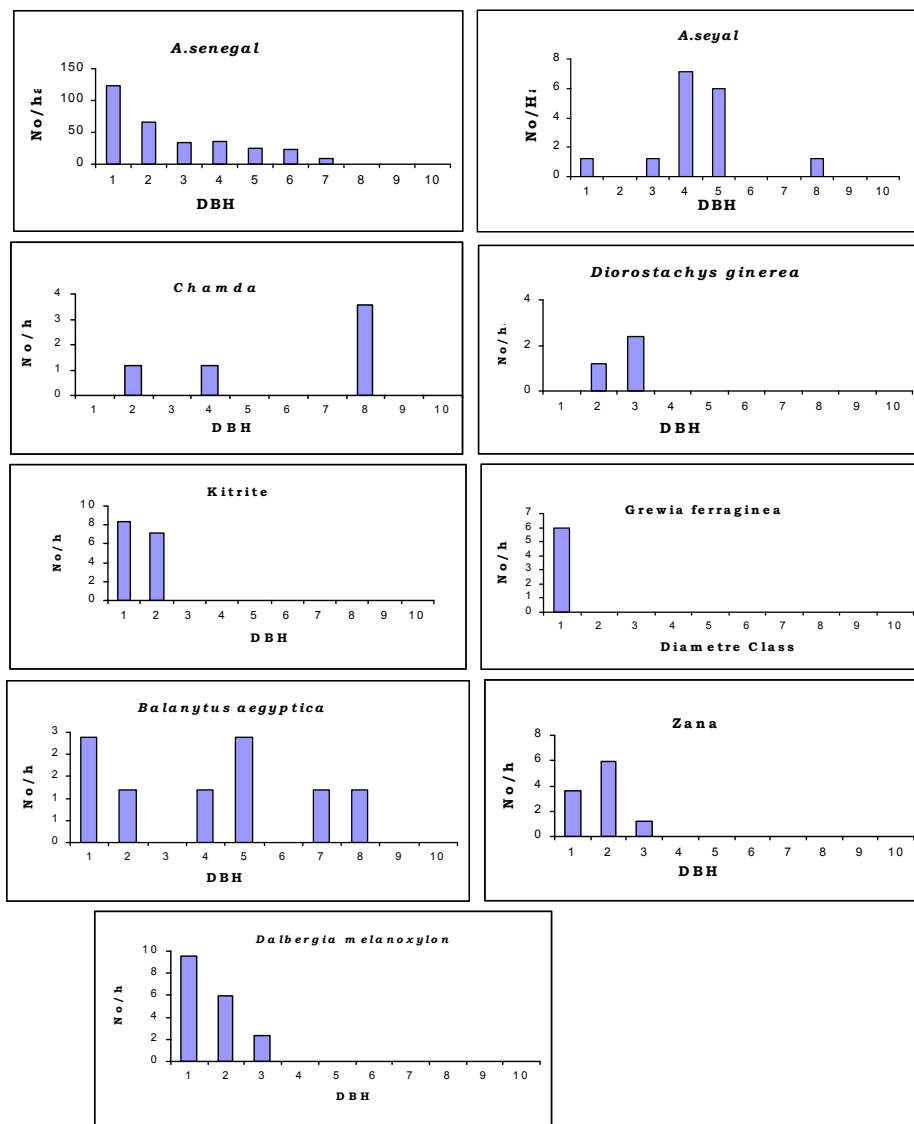 A.senegal
No/ha
150
100
50
0
1 2 3 4 5 6 7 8 9 10
DBH
A.seyal
No/Ha
8
6
4
2
0
1 2 3 4 5 6 7 8 9 10
DBH
Chamda
No/h
4
3
2
1
0
1 2 3 4 5 6 7 8 9 10
DBH
Diorostachys ginerea
No/h
4
2
0
1 2 3 4 5 6 7 8 9 10
DBH
Kitrite
No/h
10
8
6
4
2
0
1 2 3 4 5 6 7 8 9 10
DBH
Grewia ferraginea
No/h
7
6
5
4
3
2
1
0
1 2 3 4 5 6 7 8 9 10
Diametre Class
Balanytus aegyptica
No/h
3
2
2
1
1
0
1 2 3 4 5 6 7 8 9 10
DBH
Zana
No/h
8
6
4
2
0
1 2 3 4 5 6 7 8 9 10
DBH
Dalbergia melanoxylon
No/h
10
8
6
4
2
0
1 2 3 4 5 6 7 8 9 10
DBH